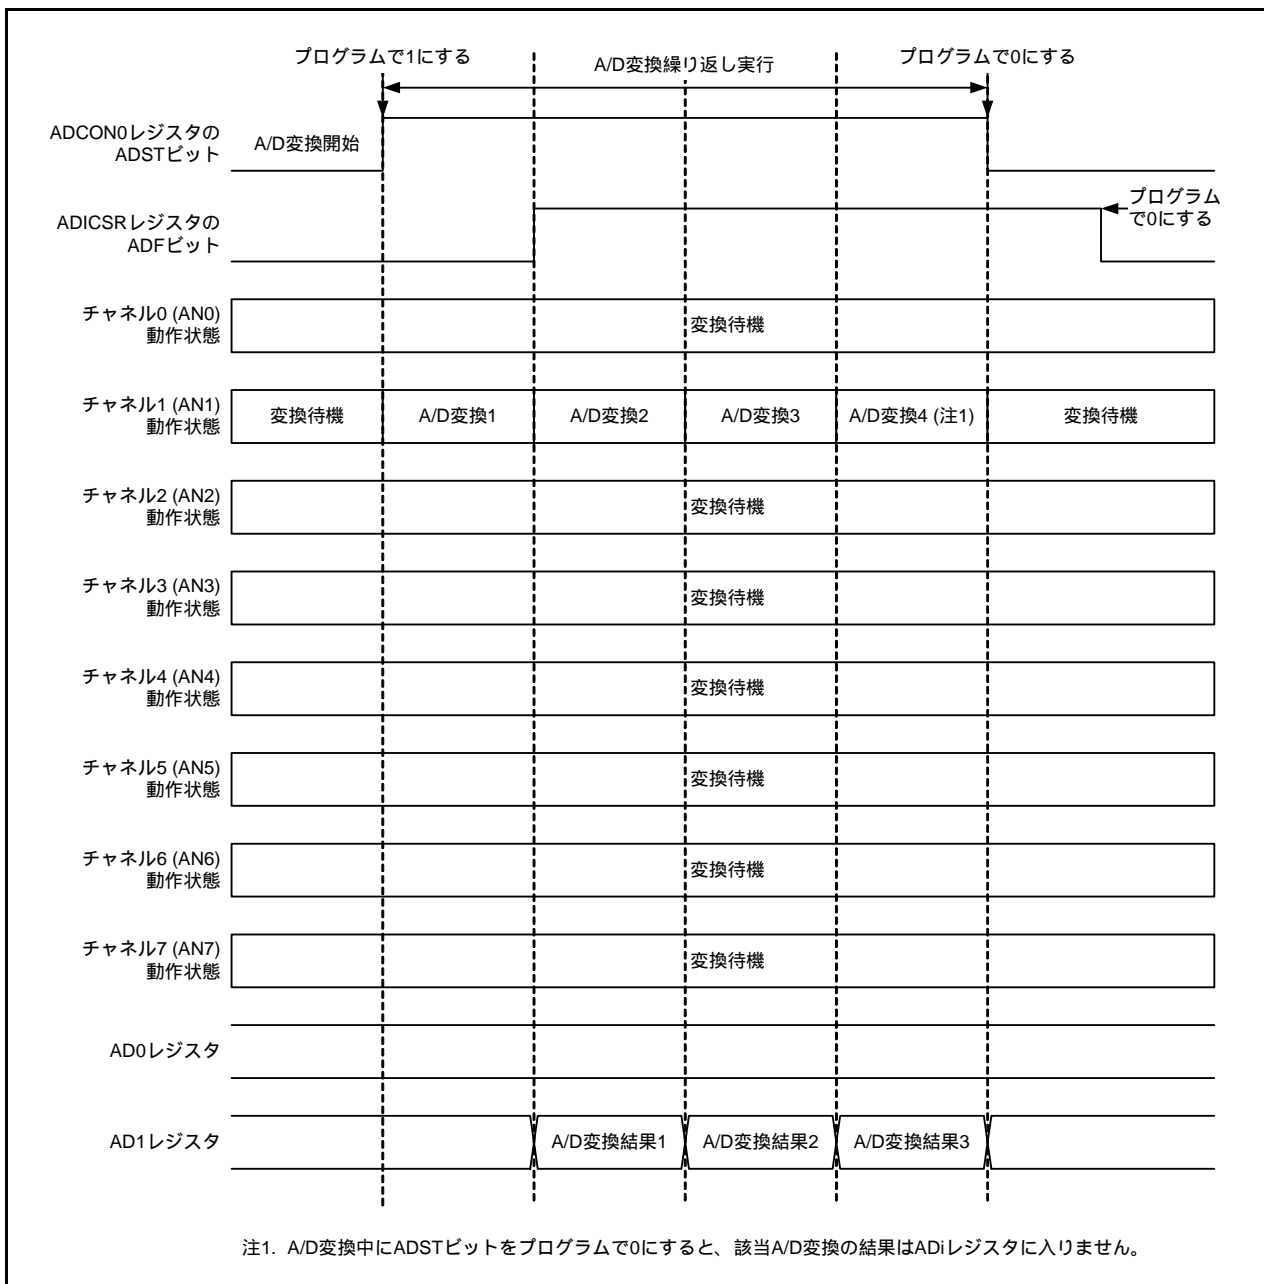 プログラムで1にする
A/D変換繰り返し実行
プログラムで0にする
ADCON0レジスタの
ADSTビット
A/D変換開始
ADICSRレジスタの
ADFビット
プログラム
で0にする
チャネル0 (AN0)
動作状態
変換待機
チャネル1 (AN1)
動作状態
変換待機
A/D変換1
A/D変換2
A/D変換3
A/D変換4 (注1)
変換待機
チャネル2 (AN2)
動作状態
変換待機
チャネル3 (AN3)
動作状態
変換待機
チャネル4 (AN4)
動作状態
変換待機
チャネル5 (AN5)
動作状態
変換待機
チャネル6 (AN6)
動作状態
変換待機
チャネル7 (AN7)
動作状態
変換待機
AD0レジスタ
AD1レジスタ
A/D変換結果1
A/D変換結果2
A/D変換結果3
注1. A/D変換中にADSTビットをプログラムで0にすると、該当A/D変換の結果はADiレジスタに入りません。